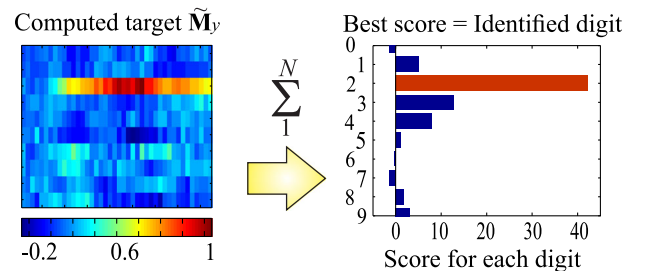 Computed target M̃y
-0.2 0.6 1
N
∑
1
Best score = Identified digit
0
1
2
3
4
5
6
7
8
9
0 10 20 30 40
Score for each digit